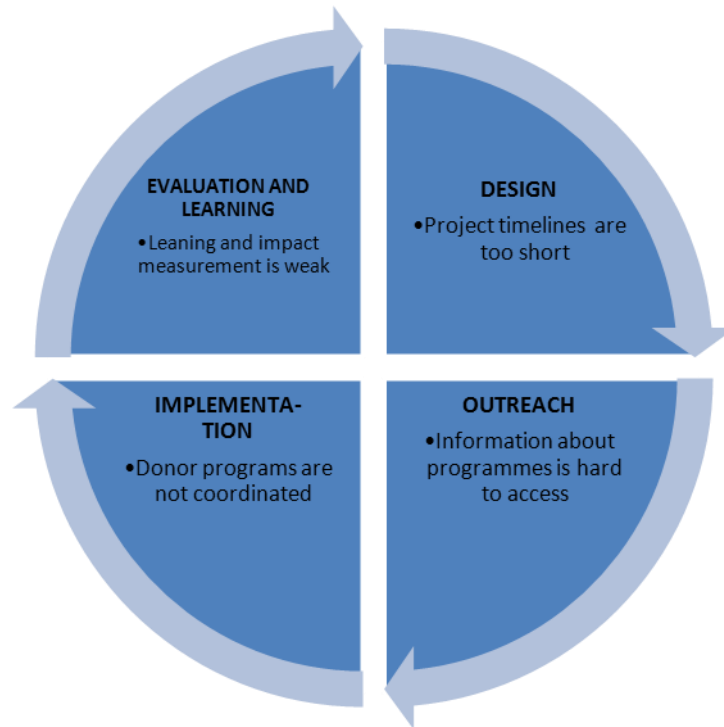 EVALUATION AND
LEARNING
•Leaning and impact
measurement is weak
DESIGN
•Project timelines are
too short
IMPLEMENTA-
TION
•Donor programs are
not coordinated
OUTREACH
•Information about
programmes is hard
to access